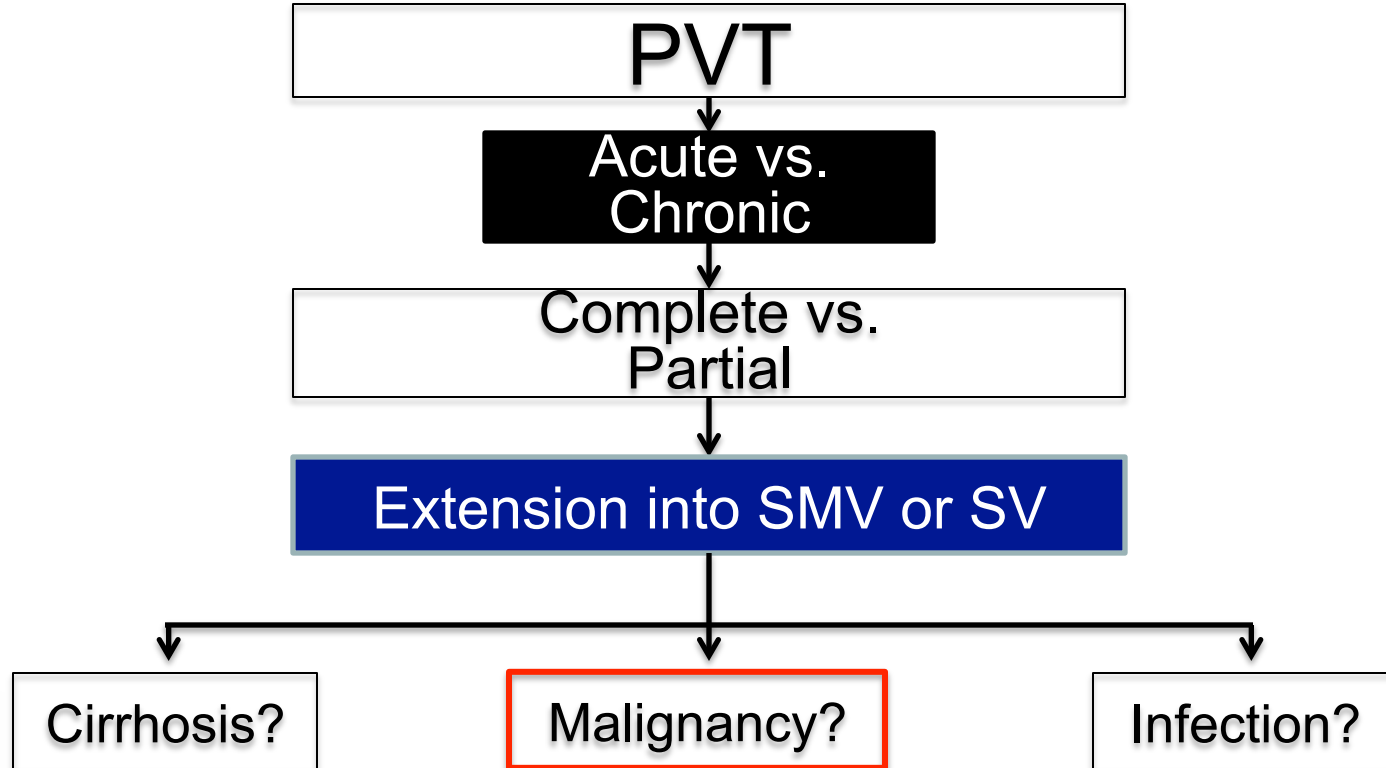 PVT
Acute vs.
Chronic
Complete vs.
Partial
Extension into SMV or SV
Cirrhosis?
Malignancy?
Infection?